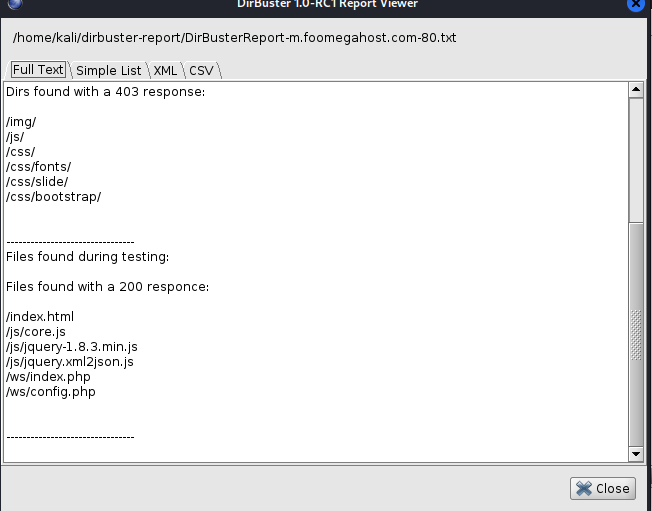 DirBuster 1.0-RC1 Report Viewer
/home/kali/dirbuster-report/DirBusterReport-m.foomegahost.com-80.txt
Full Text Simple List XML CSV
Dirs found with a 403 response:
/img/
/js/
/css/
/css/fonts/
/css/slide/
/css/bootstrap/
--------------------------------
Files found during testing:
Files found with a 200 responce:
/index.html
/js/core.js
/js/jquery-1.8.3.min.js
/js/jquery.xml2json.js
/ws/index.php
/ws/config.php
--------------------------------
Close